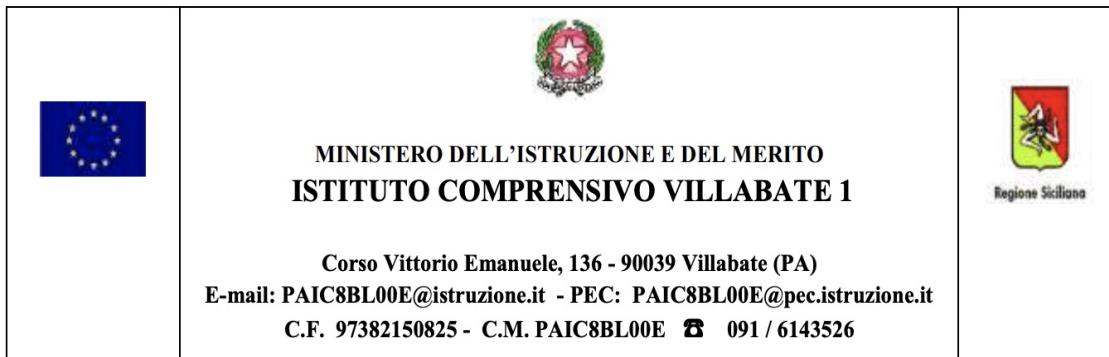 MINISTERO DELL'ISTRUZIONE E DEL MERITO
ISTITUTO COMPRENSIVO VILLABATE 1
Regione Siciliana
Corso Vittorio Emanuele, 136 - 90039 Villabate (PA)
E-mail: PAIC8BL00E@istruzione.it - PEC: PAIC8BL00E@pec.istruzione.it
C.F. 97382150825 - C.M. PAIC8BL00E ☎ 091 / 6143526